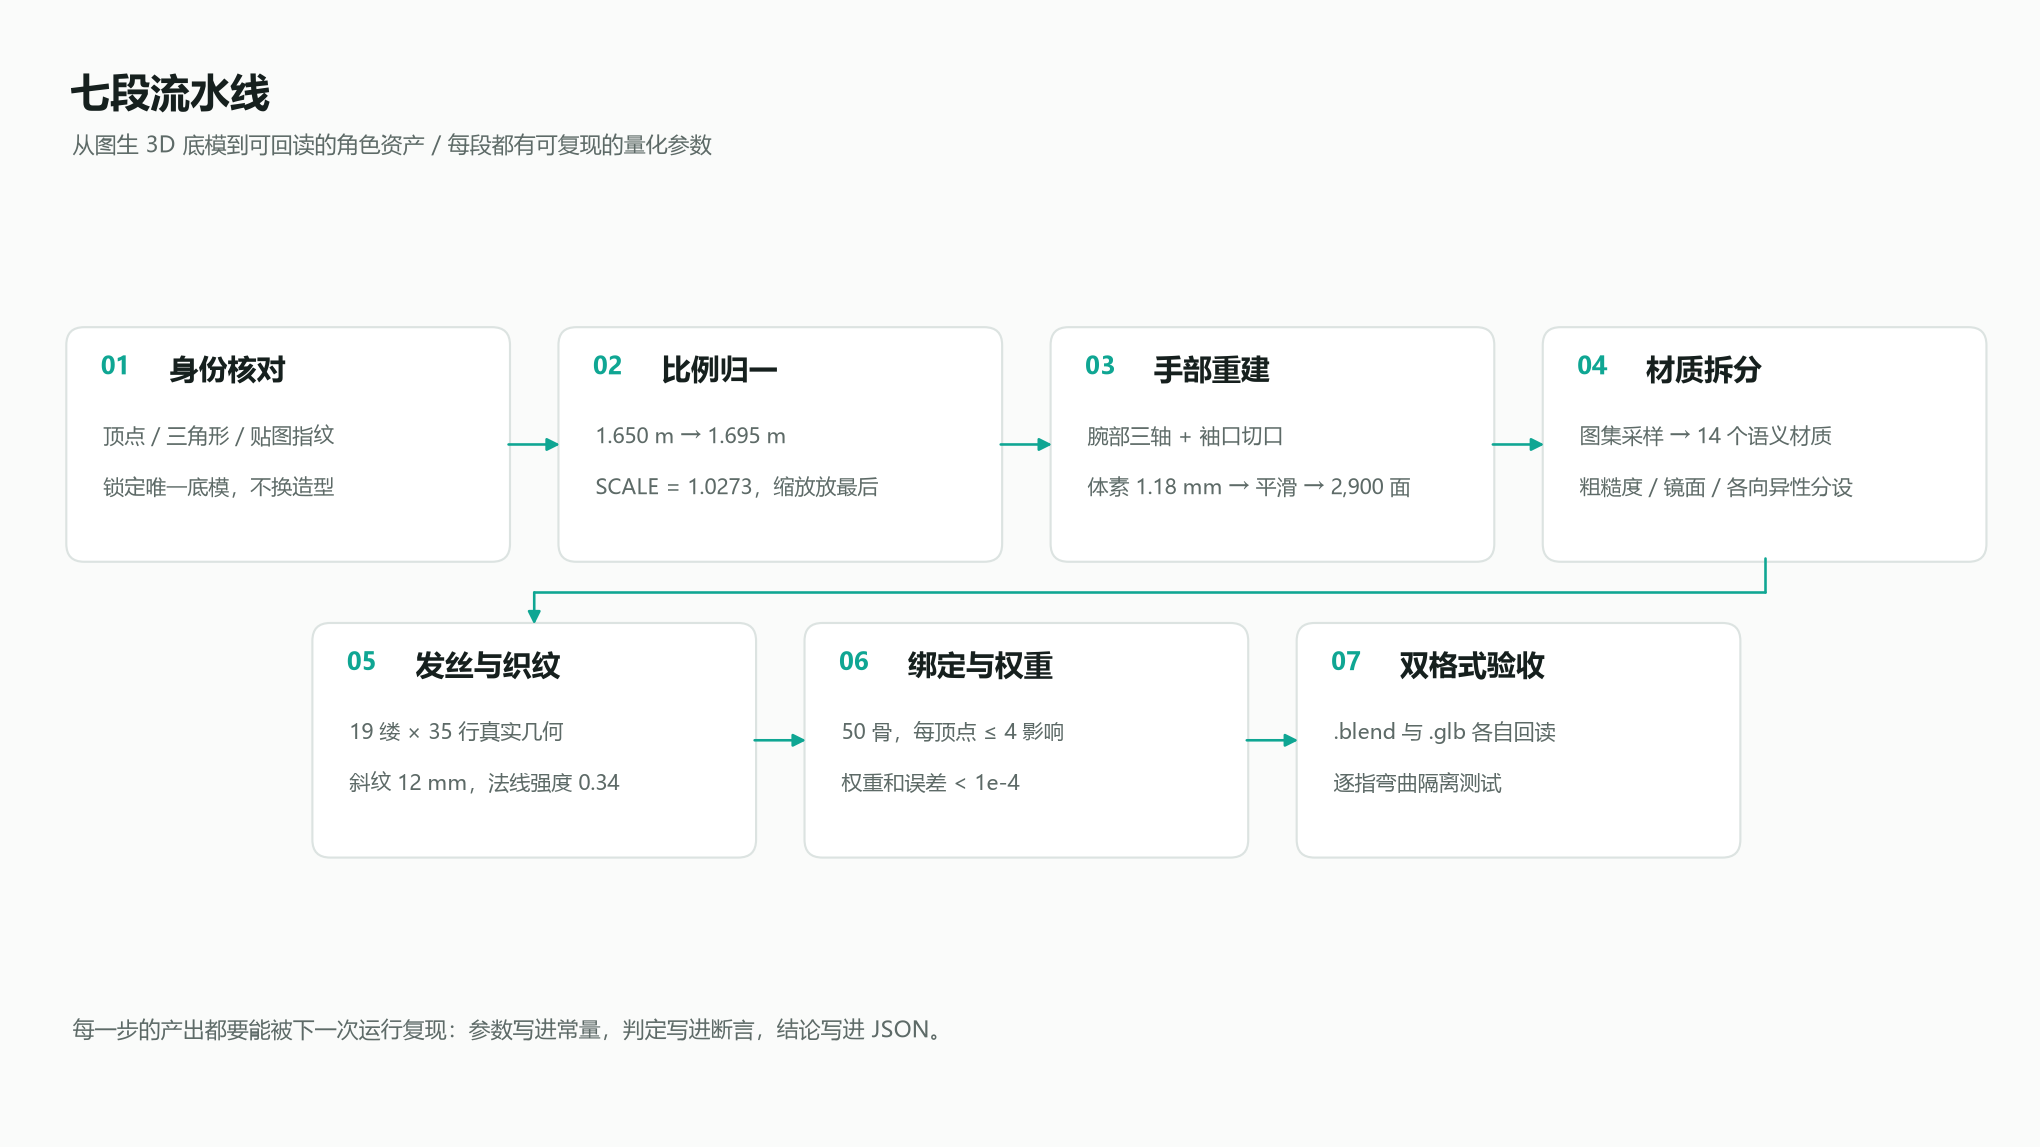 七段流水线
从图生 3D 底模到可回读的角色资产 / 每段都有可复现的量化参数
01 身份核对
顶点 / 三角形 / 贴图指纹
锁定唯一底模，不换造型
02 比例归一
1.650 m → 1.695 m
SCALE = 1.0273，缩放放最后
03 手部重建
腕部三轴 + 袖口切口
体素 1.18 mm → 平滑 → 2,900 面
04 材质拆分
图集采样 → 14 个语义材质
粗糙度 / 镜面 / 各向异性分设
05 发丝与织纹
19 缕 × 35 行真实几何
斜纹 12 mm，法线强度 0.34
06 绑定与权重
50 骨，每顶点 ≤ 4 影响
权重和误差 < 1e-4
07 双格式验收
.blend 与 .glb 各自回读
逐指弯曲隔离测试
每一步的产出都要能被下一次运行复现：参数写进常量，判定写进断言，结论写进 JSON。